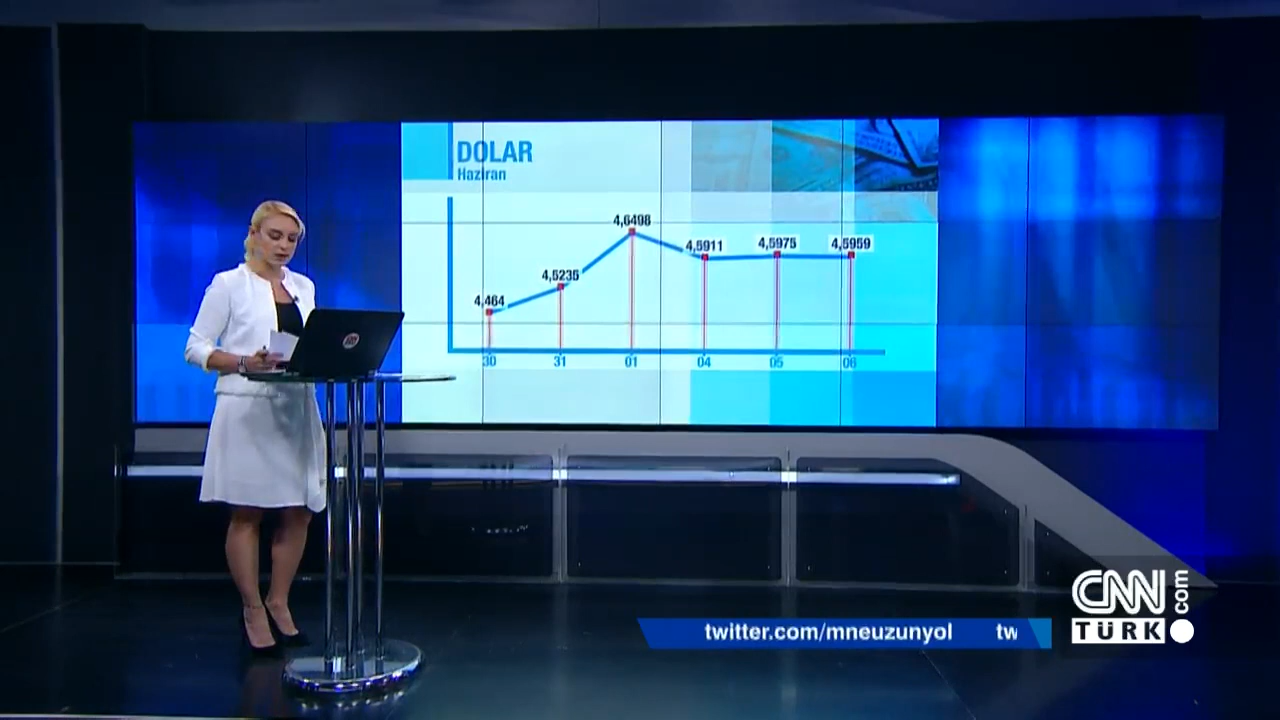 DOLAR
Haziran
4,464
4,5235
4,6498
4,5911
4,5975
4,5959
30
31
01
04
05
06
twitter.com/mneuzunyol tw
CNN
TÜRK
.com